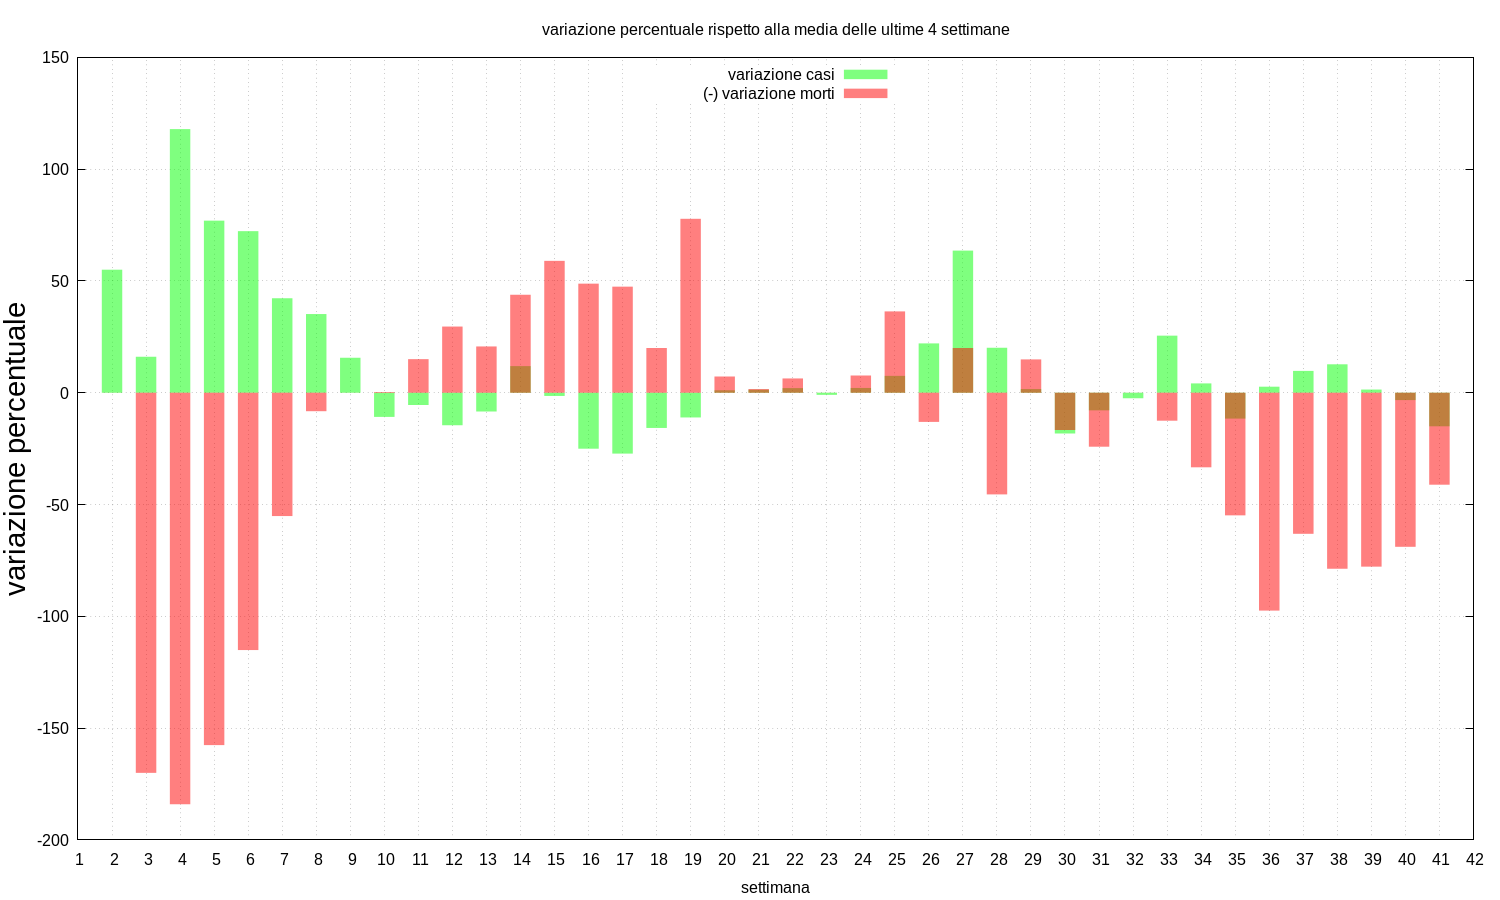 variazione percentuale rispetto alla media delle ultime 4 settimane
variazione casi
(-) variazione morti
150
100
50
0
-50
-100
-150
-200
variazione percentuale
1 2 3 4 5 6 7 8 9 10 11 12 13 14 15 16 17 18 19 20 21 22 23 24 25 26 27 28 29 30 31 32 33 34 35 36 37 38 39 40 41 42
settimana